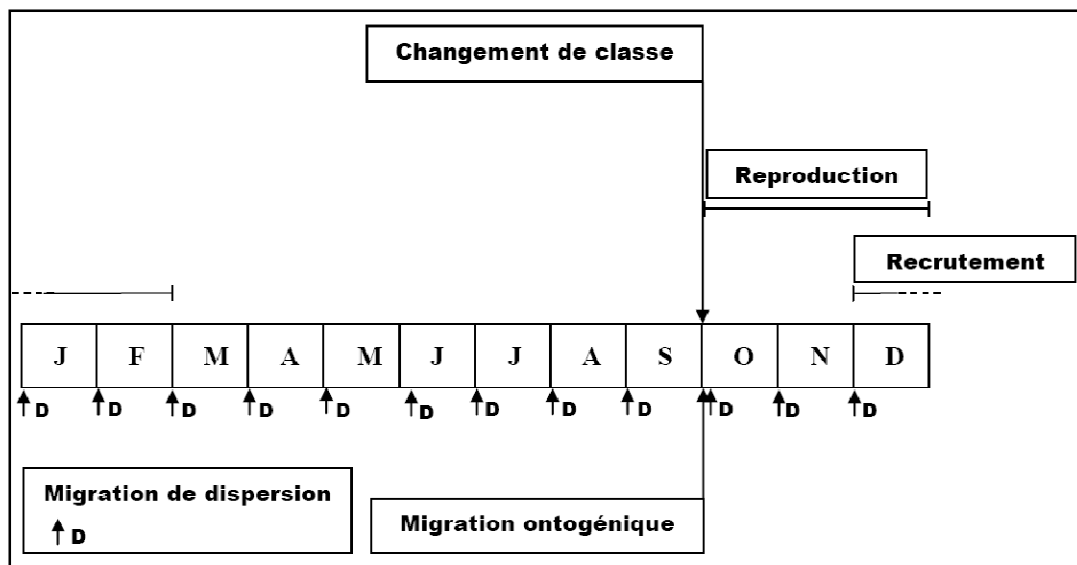 Changement de classe
Reproduction
Recrutement
J F M A M J J A S O N D
D D D D D D D D D D D D
Migration de dispersion
D
Migration ontogénique